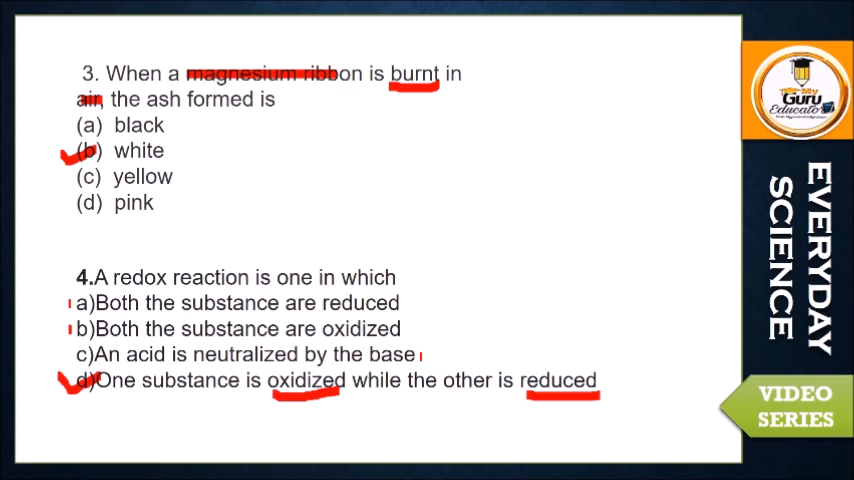 3. When a magnesium ribbon is burnt in
air, the ash formed is
(a) black
(b) white
(c) yellow
(d) pink
4.A redox reaction is one in which
a)Both the substance are reduced
b)Both the substance are oxidized
c)An acid is neutralized by the base
d)One substance is oxidized while the other is reduced
My
Guru
Educator
EVERYDAY
SCIENCE
VIDEO
SERIES